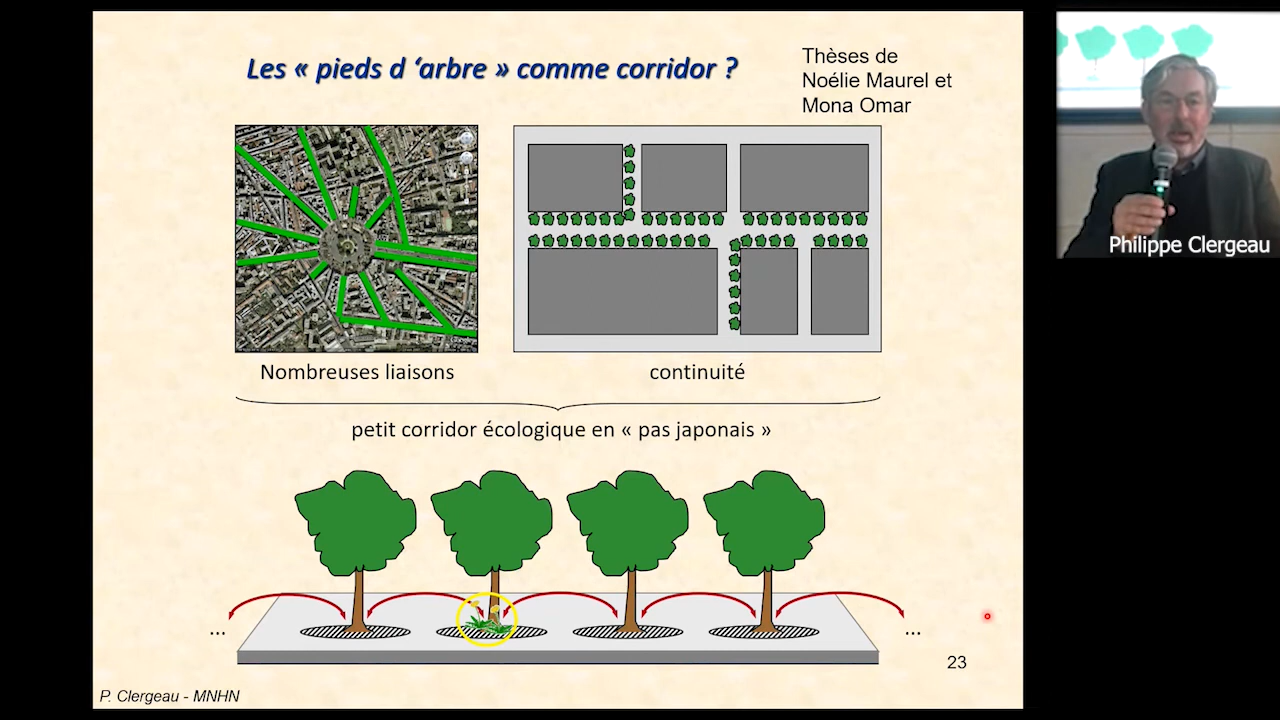 Les « pieds d ‘arbre » comme corridor ?
Thèses de
Noélie Maurel et
Mona Omar
Philippe Clergeau
Nombreuses liaisons
continuité
petit corridor écologique en « pas japonais »
...
...
23
P. Clergeau - MNHN